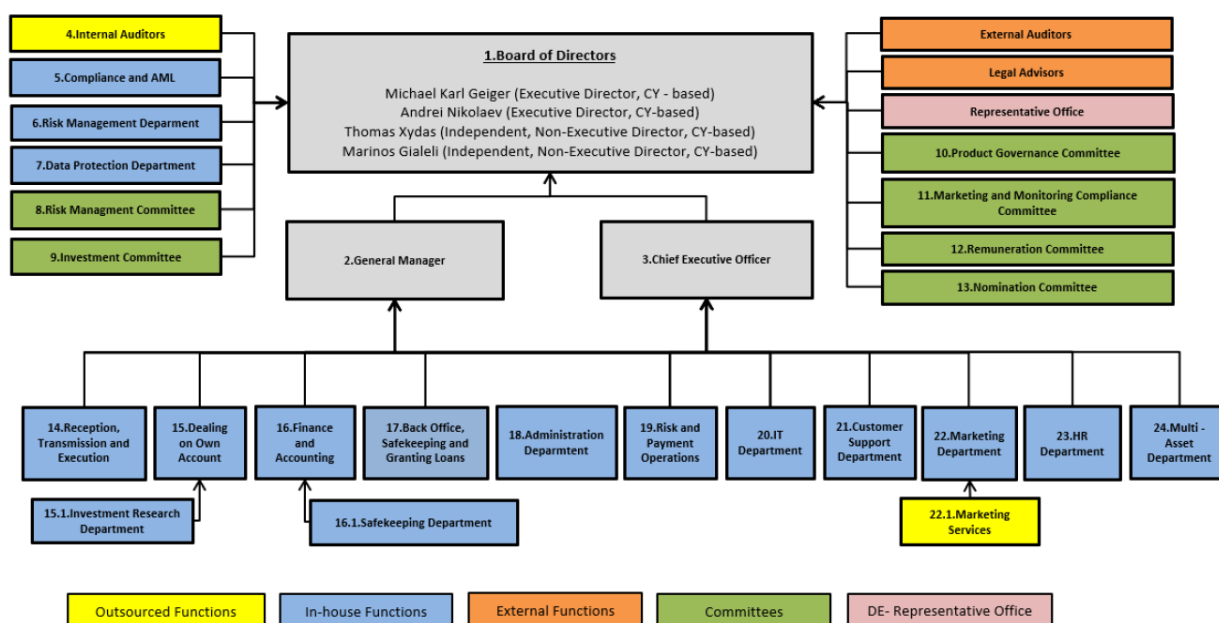 4.Internal Auditors
5.Compliance and AML
6.Risk Management Deparment
7.Data Protection Department
8.Risk Managment Committee
9.Investment Committee
1.Board of Directors
Michael Karl Geiger (Executive Director, CY - based)
Andrei Nikolaev (Executive Director, CY-based)
Thomas Xydas (Independent, Non-Executive Director, CY-based)
Marinos Gialeli (Independent, Non-Executive Director, CY-based)
External Auditors
Legal Advisors
Representative Office
10.Product Governance Committee
11.Marketing and Monitoring Compliance
Committee
12.Remuneration Committee
13.Nomination Committee
2.General Manager
3.Chief Executive Officer
14.Reception,
Transmission and
Execution
15.Dealing
on Own
Account
16.Finance
and
Accounting
17.Back Office,
Safekeeping and
Granting Loans
18.Administration
Deparmtent
19.Risk and
Payment
Operations
20.IT
Department
21.Customer
Support
Department
22.Marketing
Department
23.HR
Department
24.Multi -
Asset
Department
15.1.Investment Research
Department
16.1.Safekeeping Department
22.1.Marketing
Services
Outsourced Functions
In-house Functions
External Functions
Committees
DE- Representative Office